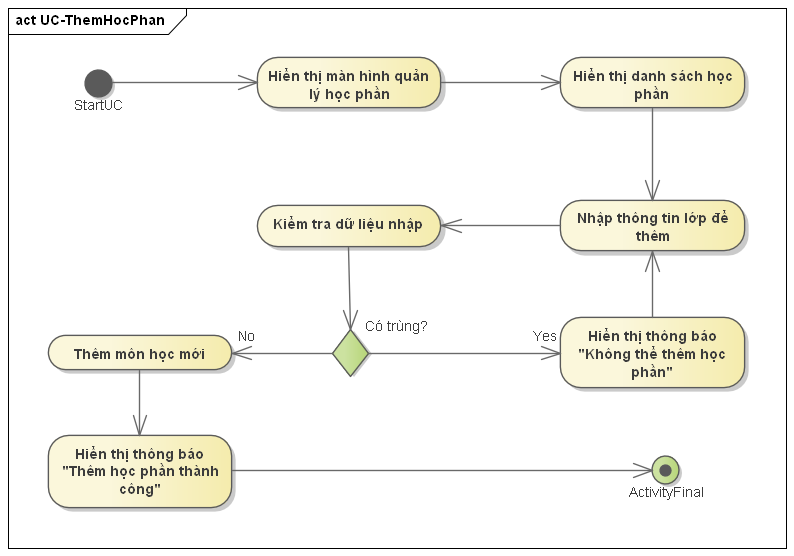 act UC-ThemHocPhan
StartUC
Hiển thị màn hình quản
lý học phần
Hiển thị danh sách học
phần
Nhập thông tin lớp để
thêm
Kiểm tra dữ liệu nhập
Có trùng?
No
Yes
Thêm môn học mới
Hiển thị thông báo
"Không thể thêm học
phần"
Hiển thị thông báo
"Thêm học phần thành
công"
ActivityFinal